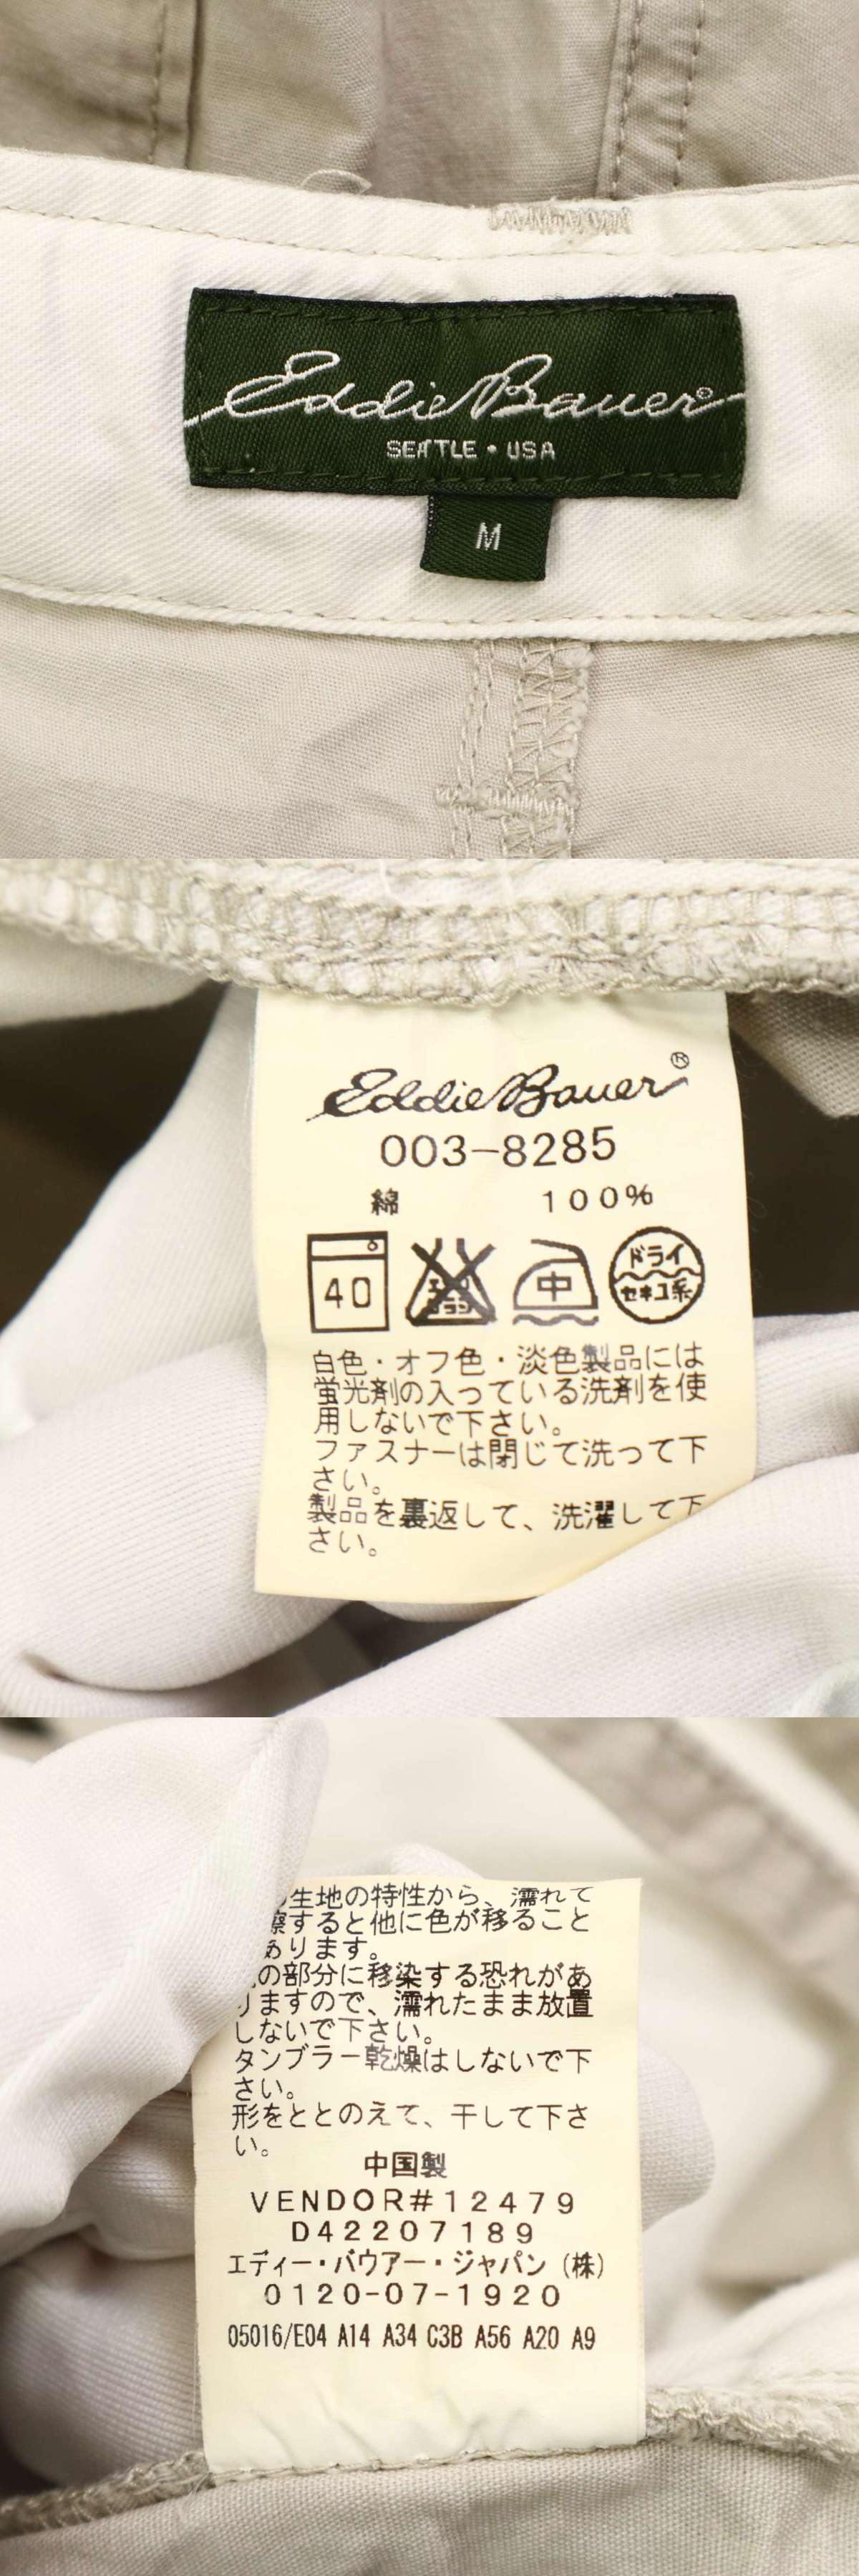 Eddie Bauer®
SEATTLE • USA
M
Eddie Bauer®
003-8285
綿 100%
40
エンソ
サラシ
中
ドライ
セキユ系
白色・オフ色・淡色製品には
蛍光剤の入っている洗剤を使
用しないで下さい。
ファスナーは閉じて洗って下
さい。
製品を裏返して、洗濯して下
さい。
生地の特性から、濡れて
擦すると他に色が移ること
あります。
の部分に移染する恐れがあ
りますので、濡れたまま放置
しないで下さい。
タンブラー乾燥はしないで下
さい。
形をととのえて、干して下さ
い。
中国製
VENDOR#12479
D42207189
エディー・バウアー・ジャパン(株)
0120-07-1920
05016/E04 A14 A34 C3B A56 A20 A9